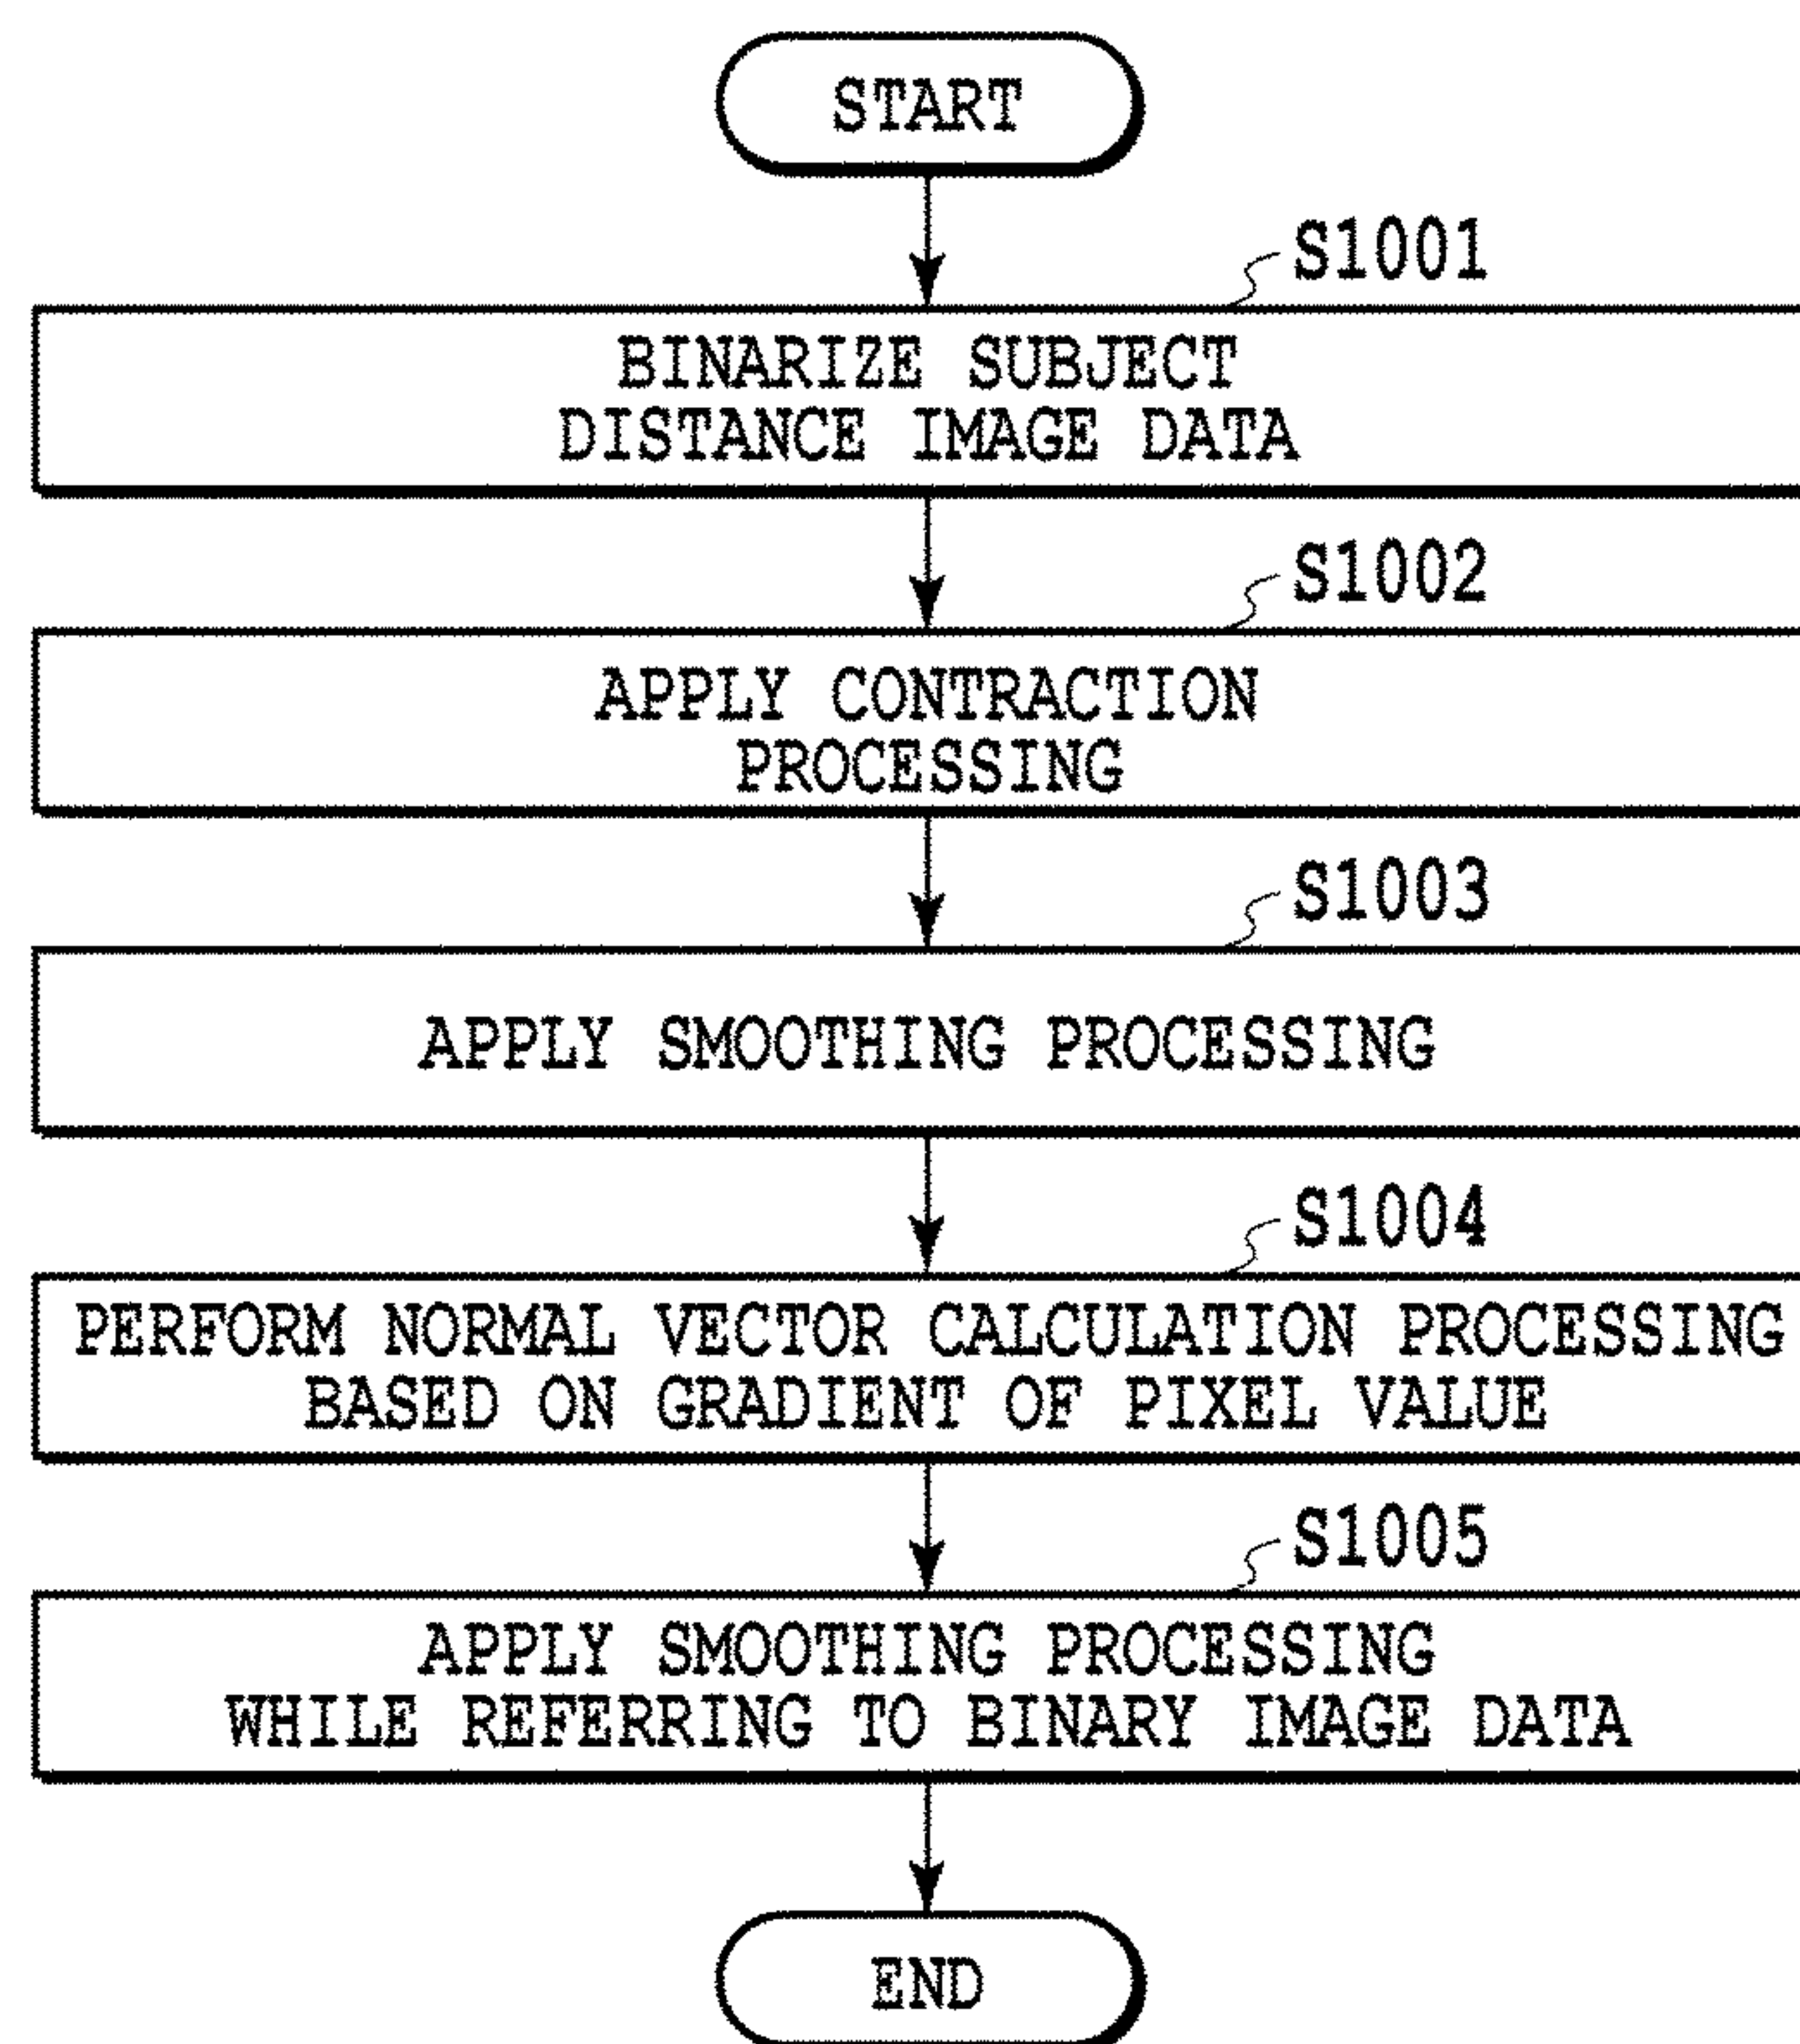 START
S1001
BINARIZE SUBJECT
DISTANCE IMAGE DATA
S1002
APPLY CONTRACTION
PROCESSING
S1003
APPLY SMOOTHING PROCESSING
S1004
PERFORM NORMAL VECTOR CALCULATION PROCESSING
BASED ON GRADIENT OF PIXEL VALUE
S1005
APPLY SMOOTHING PROCESSING
WHILE REFERRING TO BINARY IMAGE DATA
END